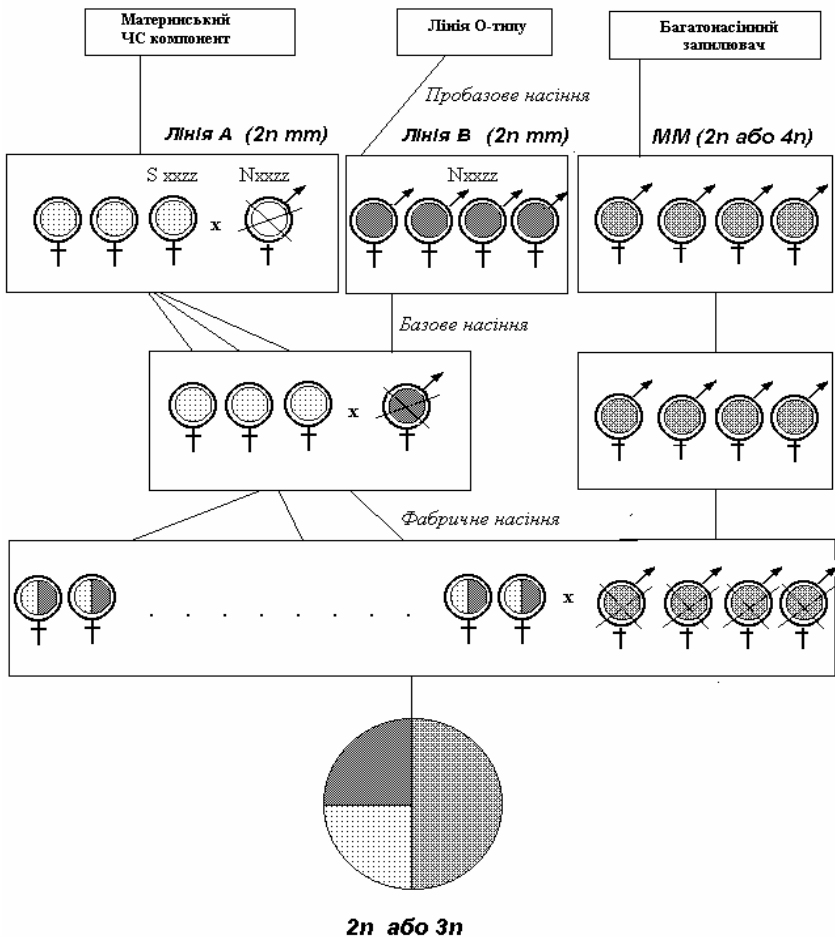 Материнський
ЧС компонент
Лінія О-типу
Багатонасінний
запилювач
Пробазове насіння
Лінія А (2n mm)
Лінія В (2n mm)
ММ (2n або 4n)
S xxzz
Nxxzz
Nxxzz
x
Базове насіння
x
Фабричне насіння
x
2n або 3n